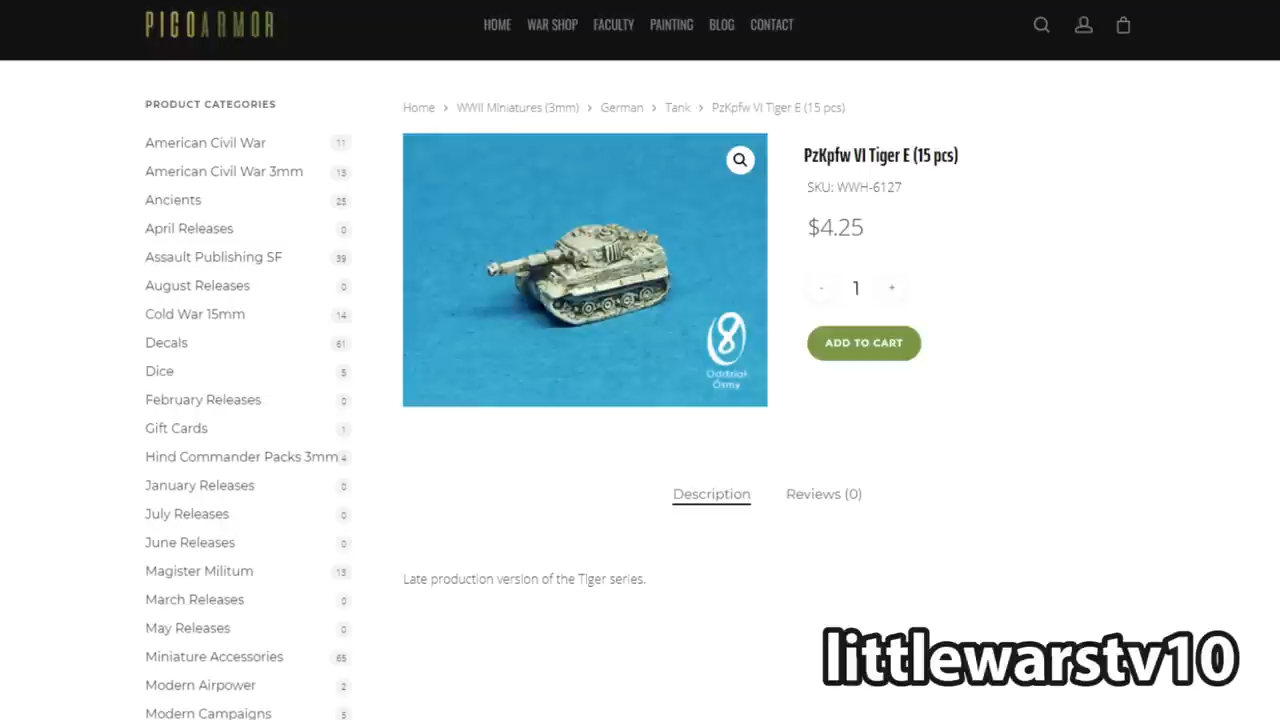 PICOARMOR
HOME WAR SHOP FACULTY PAINTING BLOG CONTACT
PRODUCT CATEGORIES
American Civil War 11
American Civil War 3mm 13
Ancients 25
April Releases 0
Assault Publishing SF 39
August Releases 0
Cold War 15mm 14
Decals 61
Dice 5
February Releases 0
Gift Cards 1
Hind Commander Packs 3mm 4
January Releases 0
July Releases 0
June Releases 0
Magister Militum 13
March Releases 0
May Releases 0
Miniature Accessories 65
Modern Airpower 2
Modern Campaigns 5
Home > WWII Miniatures (3mm) > German > Tank > PzKpfw VI Tiger E (15 pcs)
Oddział
Ósmy
PzKpfw VI Tiger E (15 pcs)
SKU: WWH-6127
$4.25
- 1 +
ADD TO CART
Description Reviews (0)
Late production version of the Tiger series.
littlewarstv10